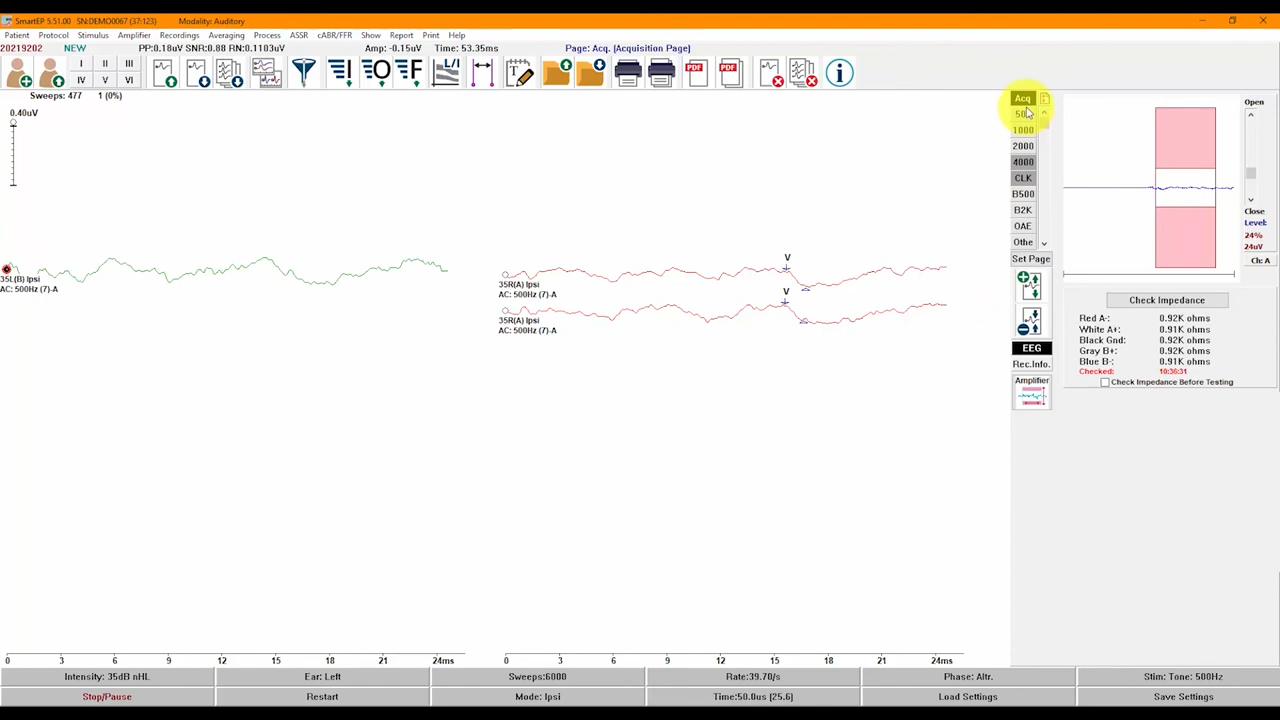 SmartEP 5.51.00 SN:DEMO0067 (37:123) Modality: Auditory
Patient Protocol Stimulus Amplifier Recordings Averaging Process ASSR cABR/FFR Show Report Print Help
20219202 NEW PP:0.18uV SNR:0.88 RN:0.1103uV Amp: -0.15uV Time: 53.35ms Page: Acq. (Acquisition Page)
I II III
IV V VI
L/I
PDF PDF
Sweeps: 477 1 (0%)
0.40uV
35L(B) Ipsi
AC: 500Hz (7)-A
V
35R(A) Ipsi
AC: 500Hz (7)-A
V
35R(A) Ipsi
AC: 500Hz (7)-A
Acq
1000
2000
4000
CLK
B500
B2K
OAE
Othe
Set Page
EEG
Rec.Info.
Amplifier
Open
Close
Level:
24%
24uV
Ch: A
Check Impedance
Red A-: 0.92K ohms
White A+: 0.91K ohms
Black Gnd: 0.92K ohms
Gray B+: 0.92K ohms
Blue B-: 0.91K ohms
Checked: 10:36:31
Check Impedance Before Testing
0 3 6 9 12 15 18 21 24ms
0 3 6 9 12 15 18 21 24ms
Intensity: 35dB nHL Ear: Left Sweeps:6000 Rate:39.70/s Phase: Altr. Stim: Tone: 500Hz
Stop/Pause Restart Mode: Ipsi Time:50.0us [25.6] Load Settings Save Settings